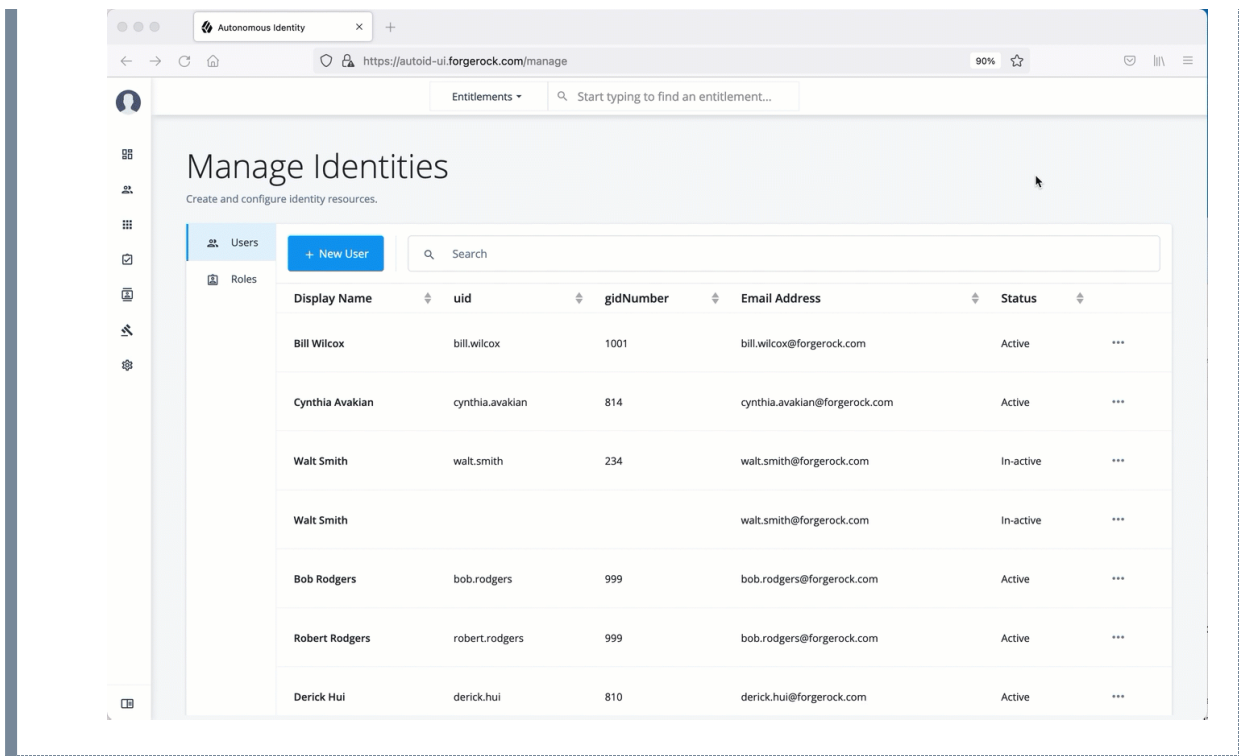 Autonomous Identity
https://autoid-ui.forgerock.com/manage 90%
Entitlements Start typing to find an entitlement...
Manage Identities
Create and configure identity resources.
Users + New User Search
Roles
Display Name uid gidNumber Email Address Status
Bill Wilcox bill.wilcox 1001 bill.wilcox@forgerock.com Active
Cynthia Avakian cynthia.avakian 814 cynthia.avakian@forgerock.com Active
Walt Smith walt.smith 234 walt.smith@forgerock.com In-active
Walt Smith walt.smith@forgerock.com In-active
Bob Rodgers bob.rodgers 999 bob.rodgers@forgerock.com Active
Robert Rodgers robert.rodgers 999 bob.rodgers@forgerock.com Active
Derick Hui derick.hui 810 derick.hui@forgerock.com Active